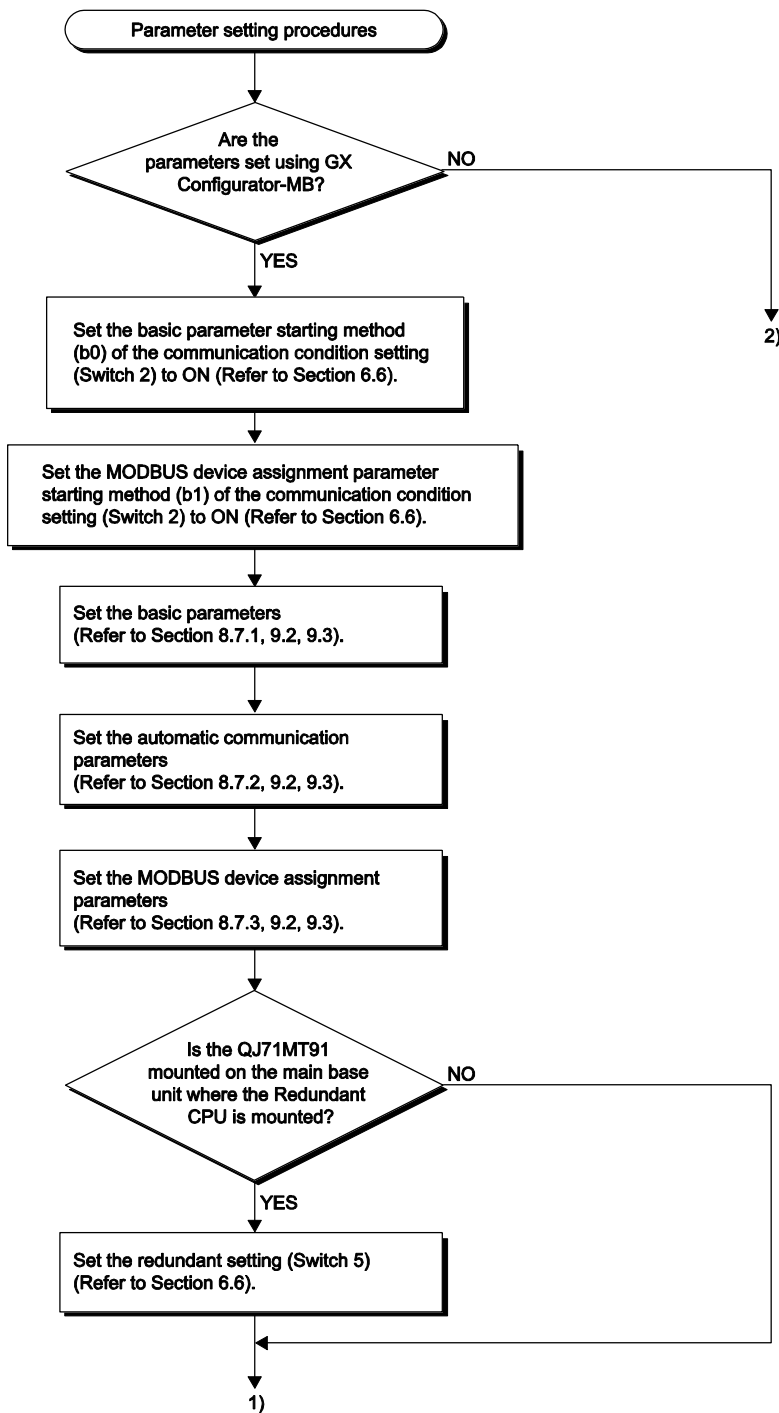 Parameter setting procedures
Are the
parameters set using GX
Configurator-MB?
NO
YES
2)
Set the basic parameter starting method
(b0) of the communication condition setting
(Switch 2) to ON (Refer to Section 6.6).
Set the MODBUS device assignment parameter
starting method (b1) of the communication condition
setting (Switch 2) to ON (Refer to Section 6.6).
Set the basic parameters
(Refer to Section 8.7.1, 9.2, 9.3).
Set the automatic communication
parameters
(Refer to Section 8.7.2, 9.2, 9.3).
Set the MODBUS device assignment
parameters
(Refer to Section 8.7.3, 9.2, 9.3).
Is the QJ71MT91
mounted on the main base
unit where the Redundant
CPU is mounted?
NO
YES
Set the redundant setting (Switch 5)
(Refer to Section 6.6).
1)